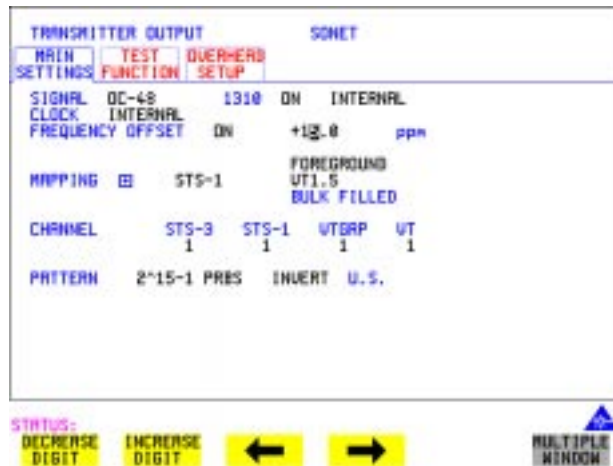 TRANSMITTER OUTPUT SONET
MAIN SETTINGS TEST FUNCTION OVERHEAD SETUP
SIGNAL OC-48 1310 ON INTERNAL
CLOCK INTERNAL
FREQUENCY OFFSET ON ppm
FOREGROUND
MAPPING STS-1 VT1.5
BULK FILLED
CHANNEL STS-3 STS-1 VTGRP VT
1 1 1 1
PATTERN 2^15-1 PRBS INVERT U.S.
STATUS:
DECREASE DIGIT INCREASE DIGIT MULTIPLE WINDOW